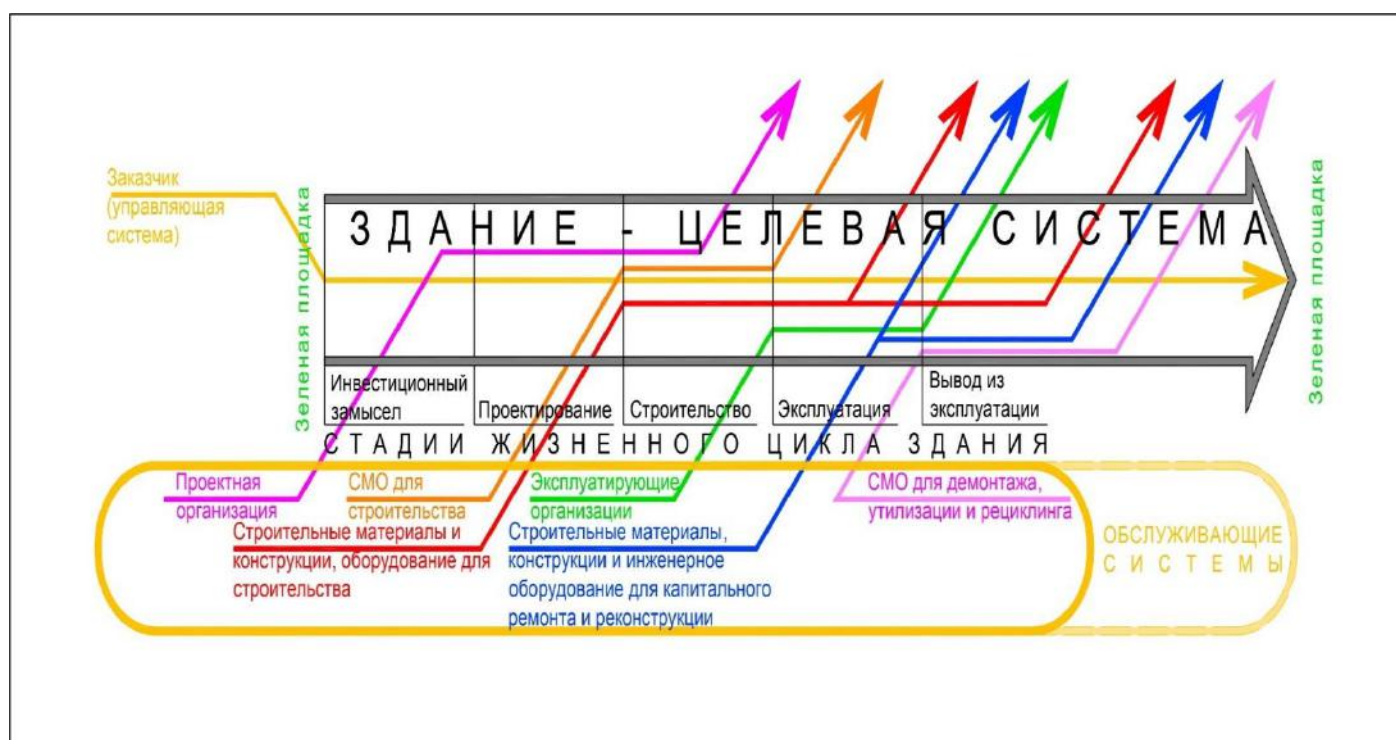 Заказчик
(управляющая
система)
Зеленая площадка
ЗДАНИЕ - ЦЕЛЕВАЯ СИСТЕМА
Зеленая площадка
Инвестиционный
замысел
Проектирование
Строительство
Эксплуатация
Вывод из
эксплуатации
СТАДИИ ЖИЗНЕННОГО ЦИКЛА ЗДАНИЯ
Проектная
организация
СМО для
строительства
Эксплуатирующие
организации
СМО для демонтажа,
утилизации и рециклинга
Строительные материалы и
конструкции, оборудование для
строительства
Строительные материалы,
конструкции и инженерное
оборудование для капитального
ремонта и реконструкции
ОБСЛУЖИВАЮЩИЕ
СИСТЕМЫ